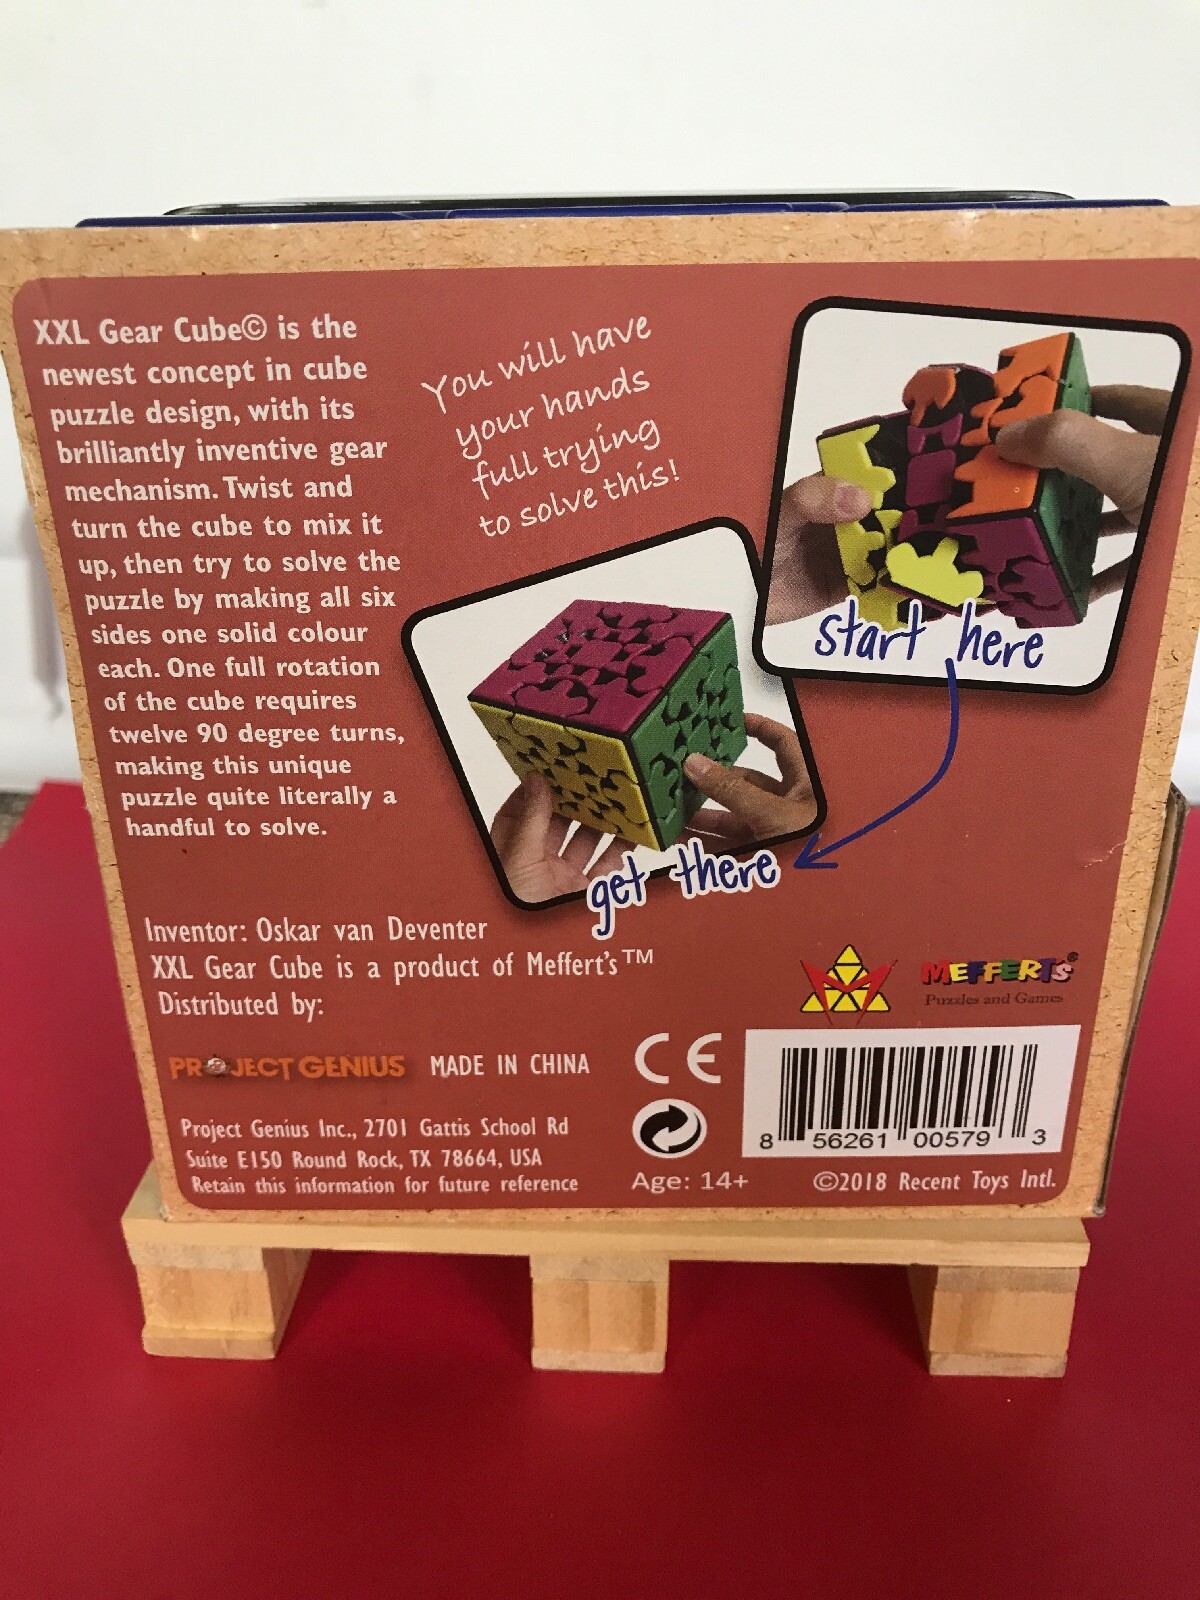 XXL Gear Cube© is the
newest concept in cube
puzzle design, with its
brilliantly inventive gear
mechanism. Twist and
turn the cube to mix it
up, then try to solve the
puzzle by making all six
sides one solid colour
each. One full rotation
of the cube requires
twelve 90 degree turns,
making this unique
puzzle quite literally a
handful to solve.
You will have
your hands
full trying
to solve this!
start here
get there
Inventor: Oskar van Deventer
XXL Gear Cube is a product of Meffert's™
Distributed by:
MEFFERT'S®
Puzzles and Games
PROJECT GENIUS MADE IN CHINA
CE
Project Genius Inc., 2701 Gattis School Rd
Suite E150 Round Rock, TX 78664, USA
Retain this information for future reference
Age: 14+
8 56261 00579 3
©2018 Recent Toys Intl.